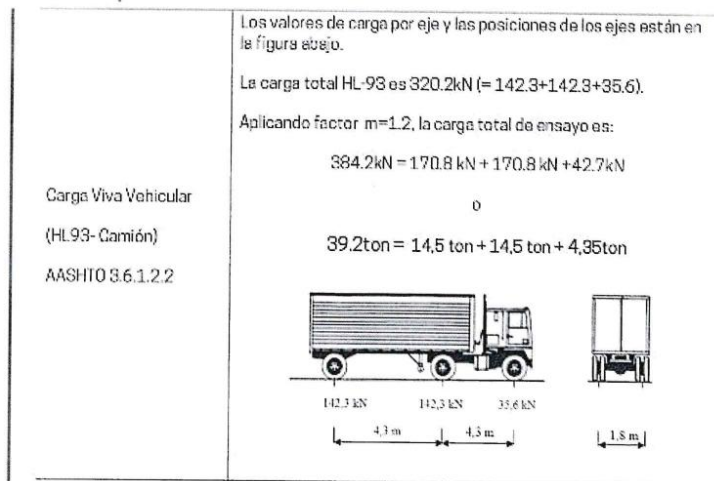 Los valores de carga por eje y las posiciones de los ejes están en
la figura abajo.
La carga total HL-93 es 320.2kN (= 142.3+142.3+35.6).
Aplicando factor m=1.2, la carga total de ensayo es:
384.2kN = 170.8 kN + 170.8 kN +42.7kN
o
39.2ton = 14,5 ton + 14,5 ton + 4,35ton
Carga Viva Vehicular
(HL93- Camión)
AASHTO 3.6.1.2.2
142,3 kN 142,3 kN 35,6 kN
4,3 m 4,3 m 1,8 m